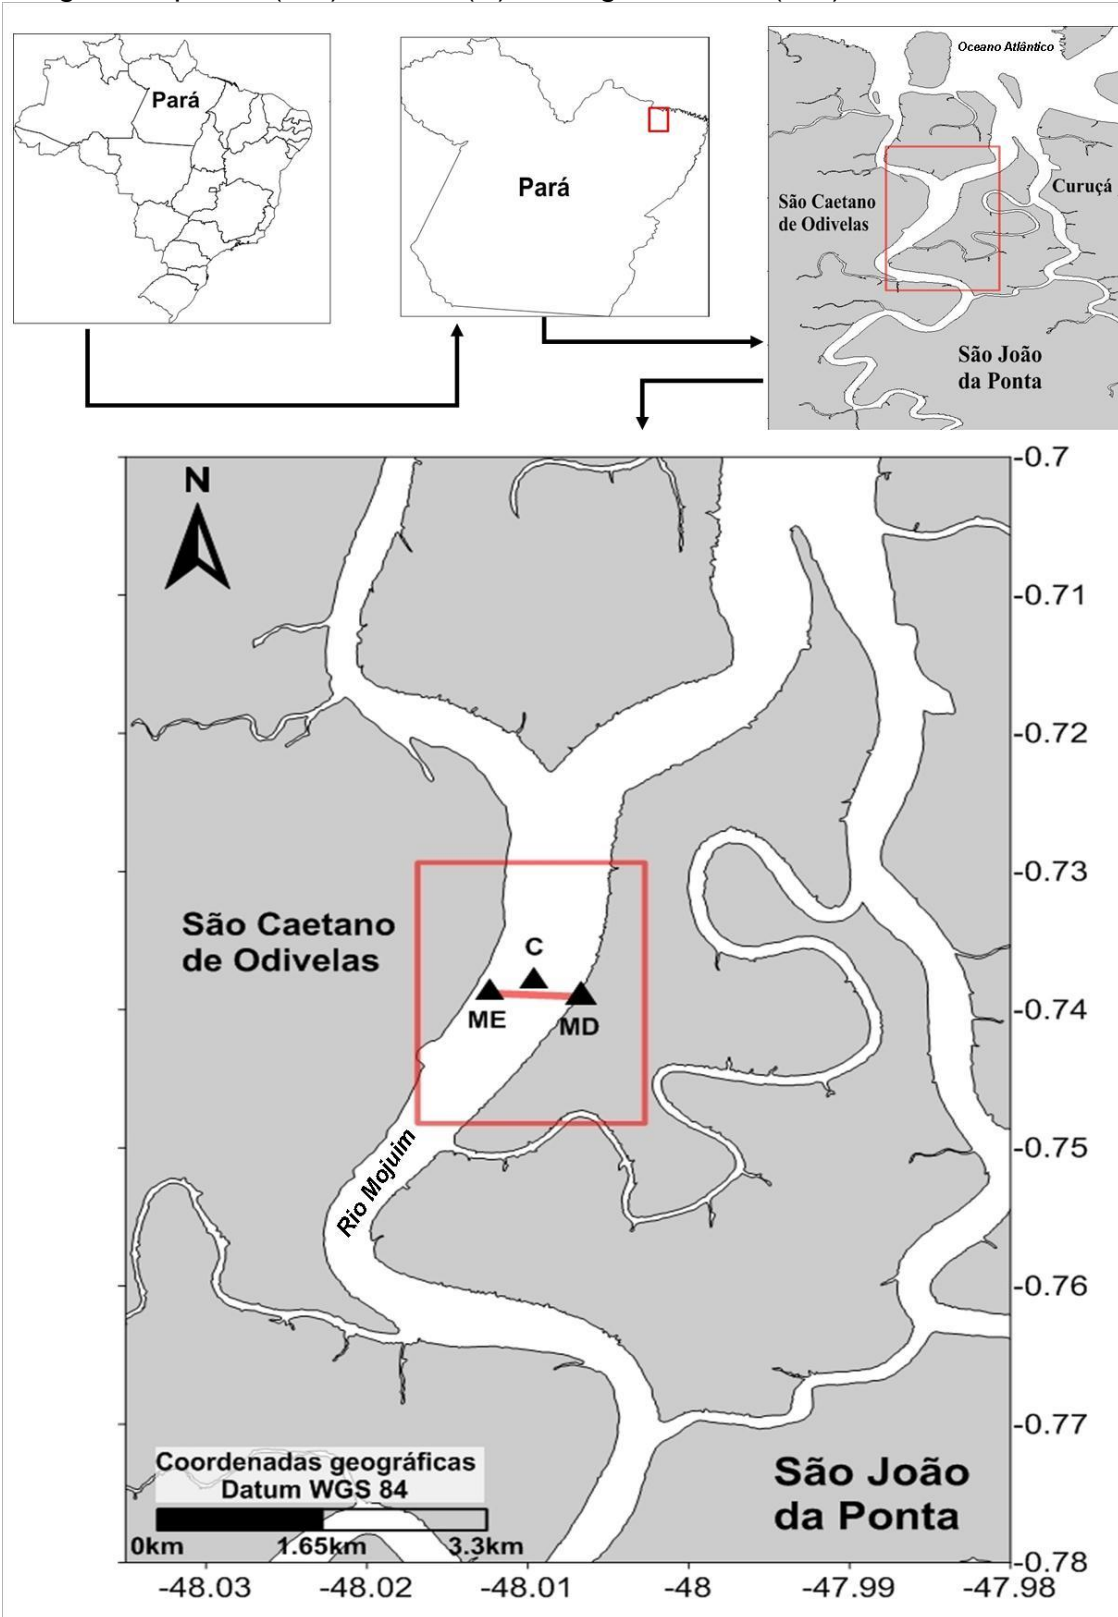 Pará
Pará
Oceano Atlântico
São Caetano
de Odivelas
Curuçá
São João
da Ponta
N
-0.7
-0.71
-0.72
-0.73
São Caetano
de Odivelas
C
ME
MD
-0.74
Rio Mojuim
-0.75
-0.76
-0.77
Coordenadas geográficas
Datum WGS 84
0km 1.65km 3.3km
São João
da Ponta
-0.78
-48.03 -48.02 -48.01 -48 -47.99 -47.98